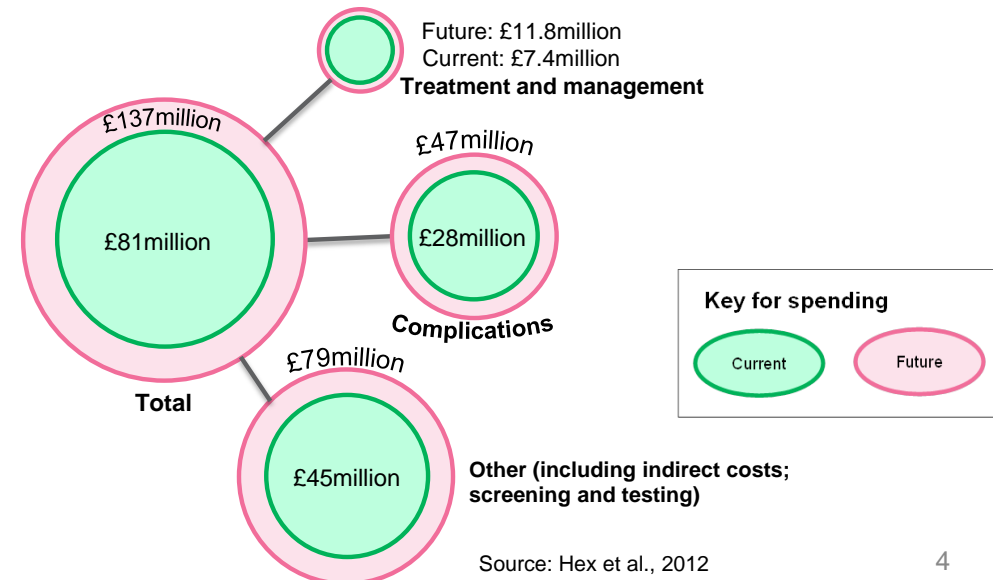 Future: £11.8million
Current: £7.4million
Treatment and management
£137million
£81million
Total
£47million
£28million
Complications
£79million
£45million
Other (including indirect costs;
screening and testing)
Key for spending
Current
Future
Source: Hex et al., 2012
4